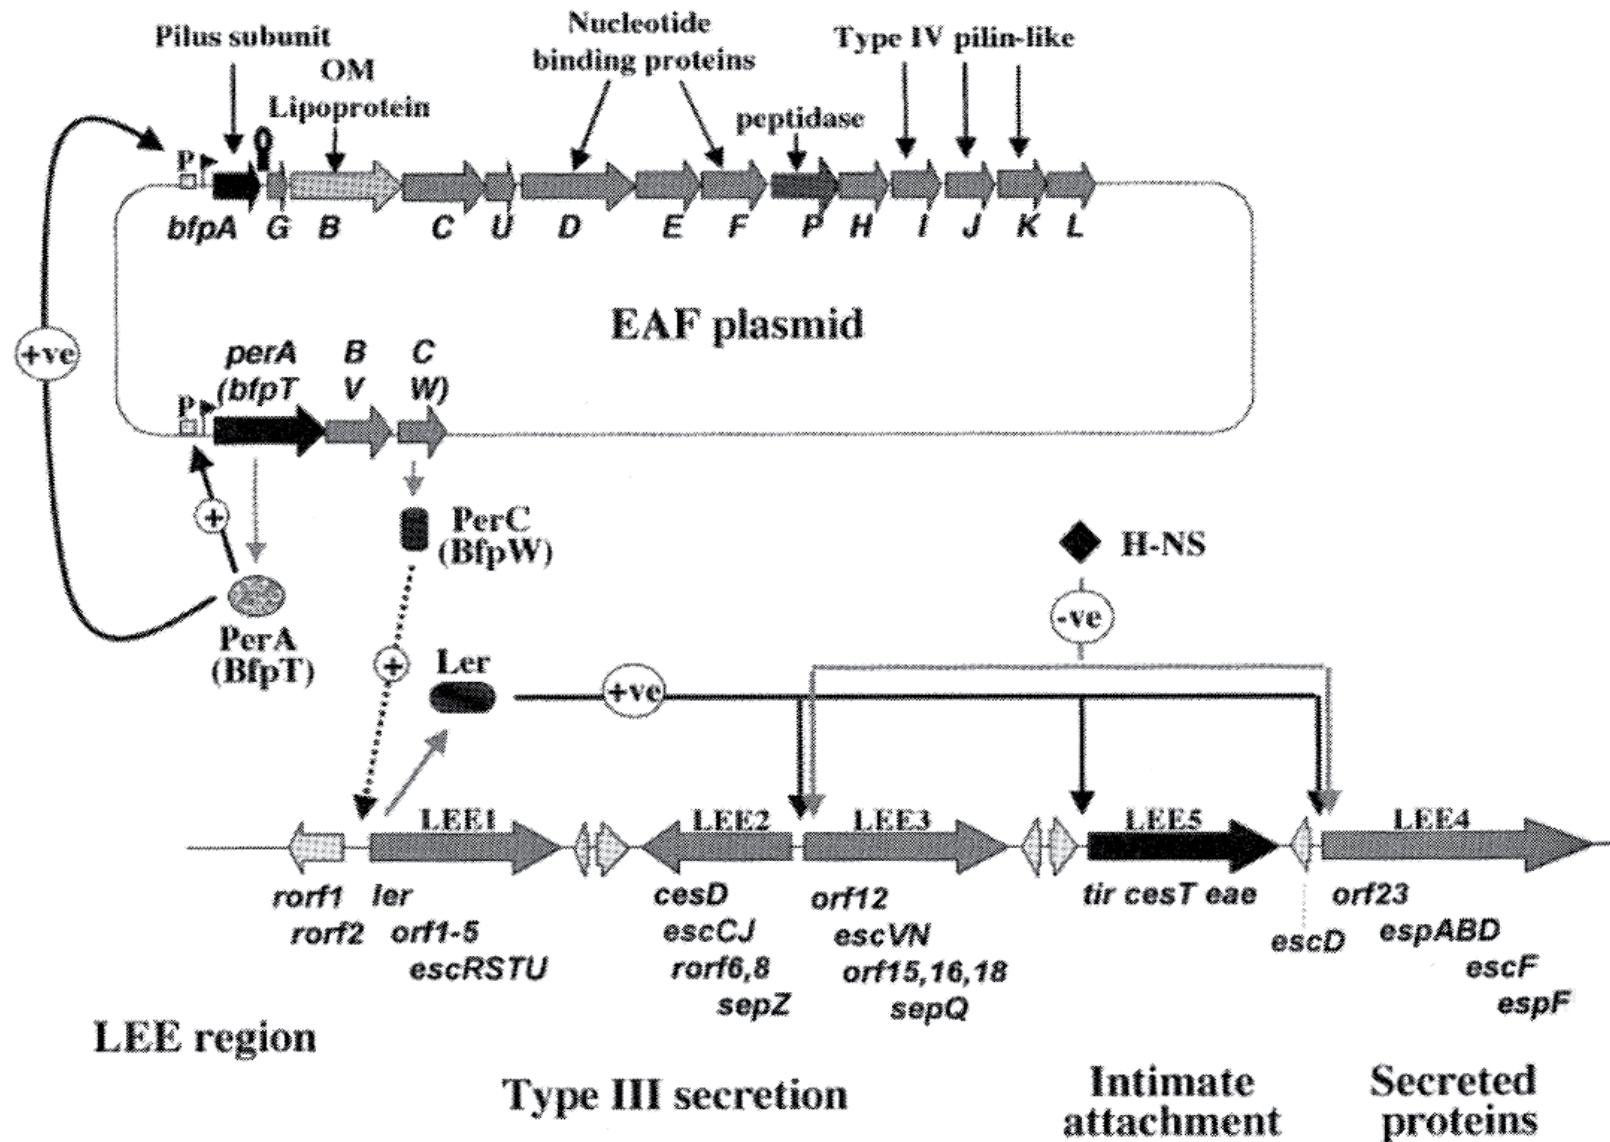 Pilus subunit
OM
Lipoprotein
Nucleotide
binding proteins
peptidase
Type IV pilin-like
P
bfpA G B C U D E F P H I J K L
EAF plasmid
+ve
perA B C
(bfpT V W)
P
+
PerA
(BfpT)
PerC
(BfpW)
+
Ler
+ve
H-NS
-ve
LEE1 LEE2 LEE3 LEE5 LEE4
rorf1
rorf2
ler
orf1-5
escRSTU
cesD
escCJ
rorf6,8
sepZ
orf12
escVN
orf15,16,18
sepQ
tir cesT eae
escD
orf23
espABD
escF
espF
LEE region
Type III secretion
Intimate
attachment
Secreted
proteins